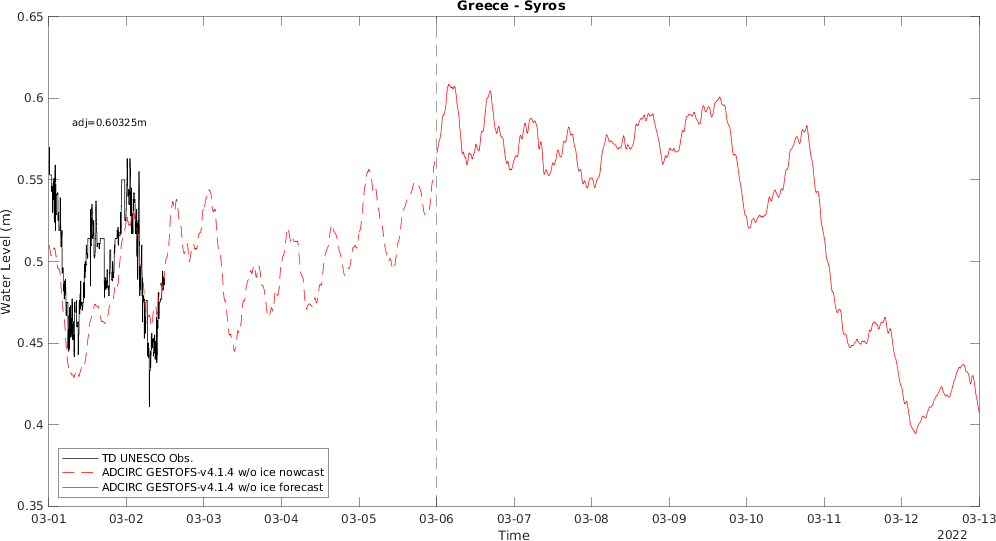 Greece - Syros
0.65
0.6
0.55
0.5
0.45
0.4
0.35
Water Level (m)
adj=0.60325m
TD UNESCO Obs.
ADCIRC GESTOFS-v4.1.4 w/o ice nowcast
ADCIRC GESTOFS-v4.1.4 w/o ice forecast
03-01 03-02 03-03 03-04 03-05 03-06 03-07 03-08 03-09 03-10 03-11 03-12 03-13
Time
2022